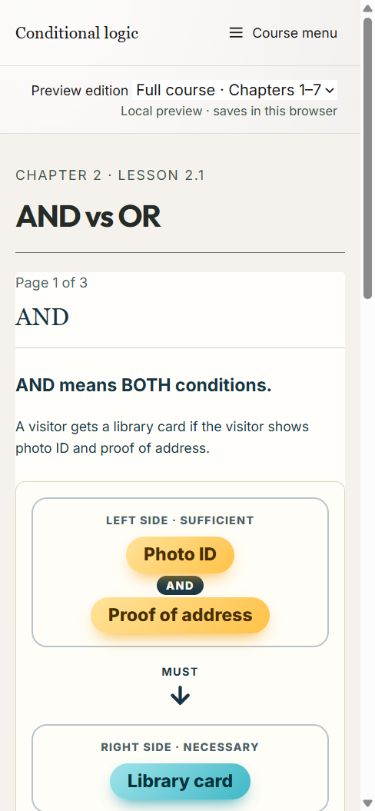 Conditional logic
Course menu
Preview edition Full course · Chapters 1–7
Local preview · saves in this browser
CHAPTER 2 · LESSON 2.1
AND vs OR
Page 1 of 3
AND
AND means BOTH conditions.
A visitor gets a library card if the visitor shows
photo ID and proof of address.
LEFT SIDE · SUFFICIENT
Photo ID
AND
Proof of address
MUST
RIGHT SIDE · NECESSARY
Library card